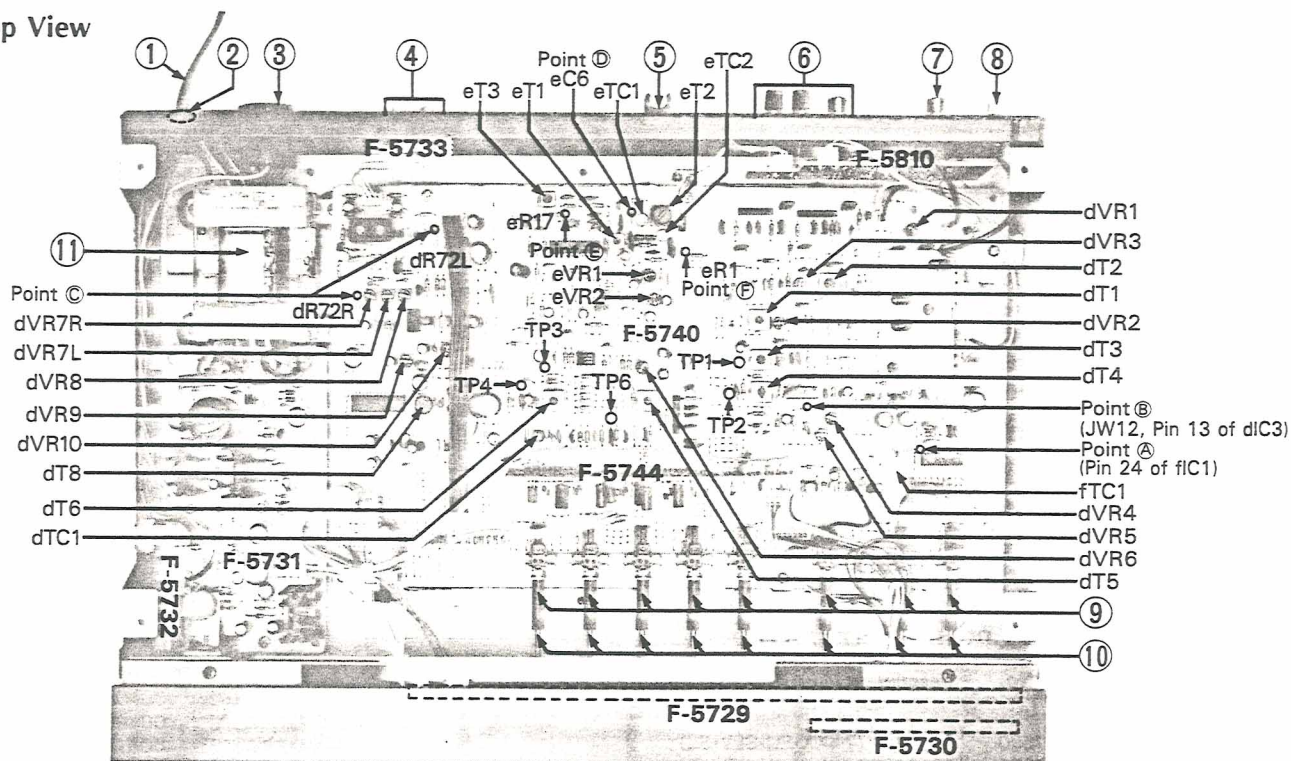 p View
① ② ③ ④ Point Ⓓ ⑤ eTC2 ⑥ ⑦ ⑧
eT3 eT1 eC6 eTC1 eT2
F-5733
F-5810
dVR1
eR17
dVR3
⑪
dR72L
Point Ⓔ
eR1
dT2
eVR1
Point Ⓕ
Point Ⓒ
dR72R
eVR2
dT1
dVR7R
TP3
F-5740
dVR2
dVR7L
TP1
dT3
dVR8
TP4
TP6
dT4
dVR9
TP2
Point Ⓑ
(JW12, Pin 13 of dIC3)
dVR10
Point Ⓐ
(Pin 24 of fIC1)
dT8
F-5744
fTC1
dT6
dVR4
dTC1
dVR5
F-5731
dVR6
F-5732
dT5
⑨
⑩
F-5729
F-5730